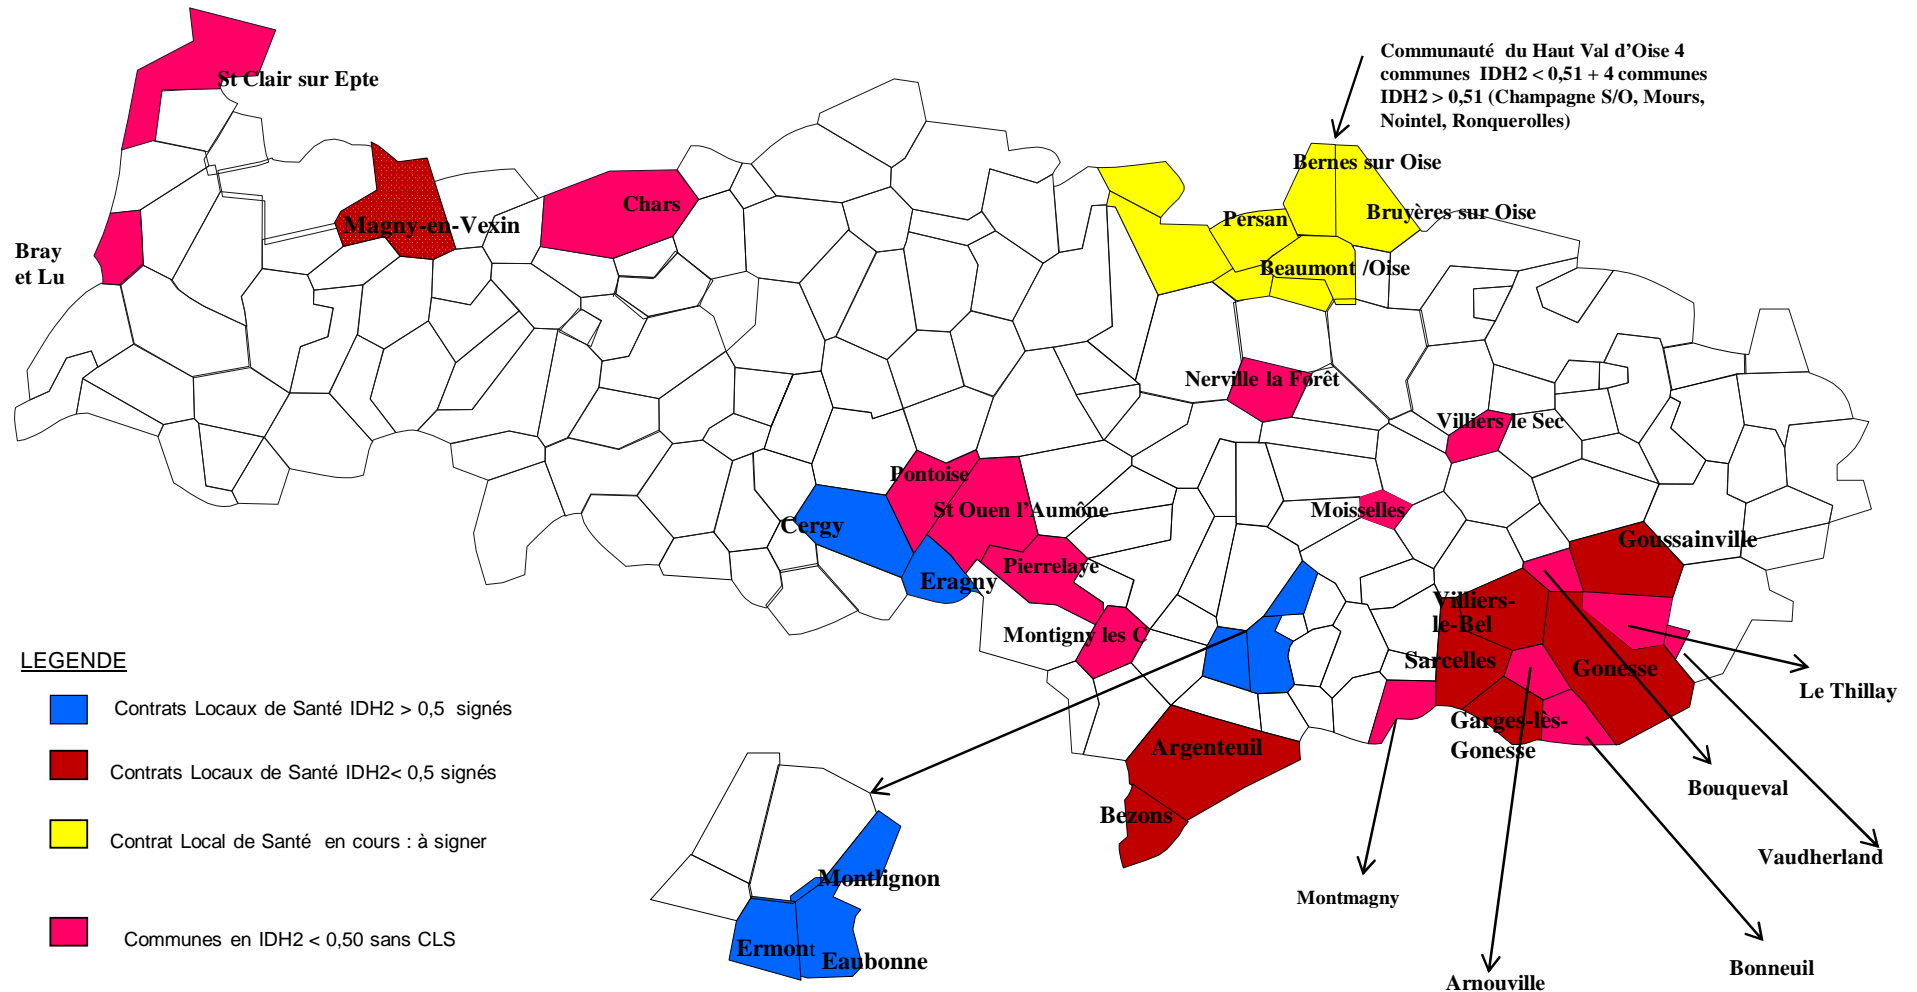 Communauté du Haut Val d'Oise 4
communes IDH2 < 0,51 + 4 communes
IDH2 > 0,51 (Champagne S/O, Mours,
Nointel, Ronquerolles)
St Clair sur Epte
Bernes sur Oise
Chars
Persan
Bruyères sur Oise
Magny-en-Vexin
Bray
et Lu
Beaumont /Oise
Nerville la Forêt
Villiers le Sec
Pontoise
St Ouen l'Aumône
Moisselles
Cergy
Goussainville
Pierrelaye
Eragny
Villiers-
le-Bel
Montigny les C
Sarcelles
Gonesse
Le Thillay
Garges-lès-
Gonesse
Argenteuil
Bouqueval
Bezons
Vaudherland
Montlignon
Montmagny
Ermont
Eaubonne
Bonneuil
Arnouville
LEGENDE
Contrats Locaux de Santé IDH2 > 0,5 signés
Contrats Locaux de Santé IDH2< 0,5 signés
Contrat Local de Santé en cours : à signer
Communes en IDH2 < 0,50 sans CLS